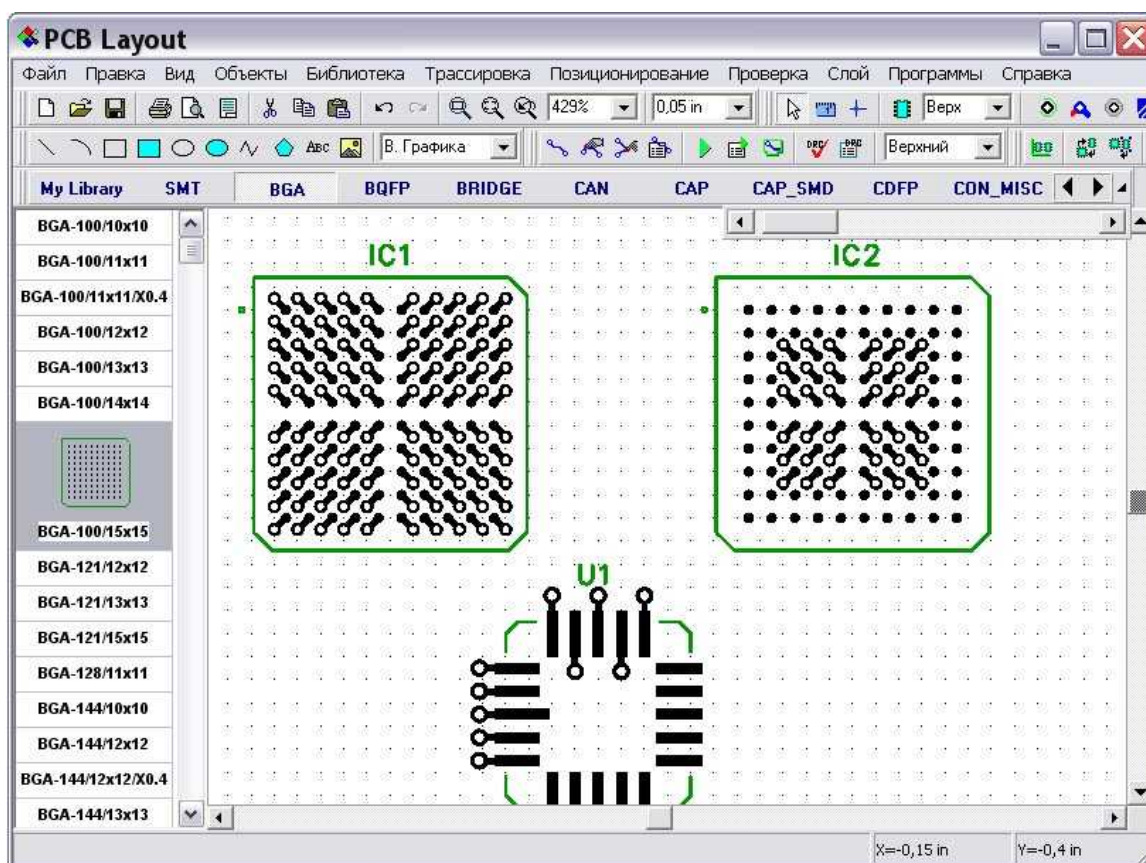 PCB Layout
Файл Правка Вид Объекты Библиотека Трассировка Позиционирование Проверка Слой Программы Справка
429% 0,05 in Верх
ABC В. Графика DRC DRC Верхний
My Library SMT BGA BQFP BRIDGE CAN CAP CAP_SMD CDFP CON_MISC
BGA-100/10x10
BGA-100/11x11
BGA-100/11x11/X0.4
BGA-100/12x12
BGA-100/13x13
BGA-100/14x14
BGA-100/15x15
BGA-121/12x12
BGA-121/13x13
BGA-121/15x15
BGA-128/11x11
BGA-144/10x10
BGA-144/12x12
BGA-144/12x12/X0.4
BGA-144/13x13
IC1 IC2
U1
X=-0,15 in Y=-0,4 in